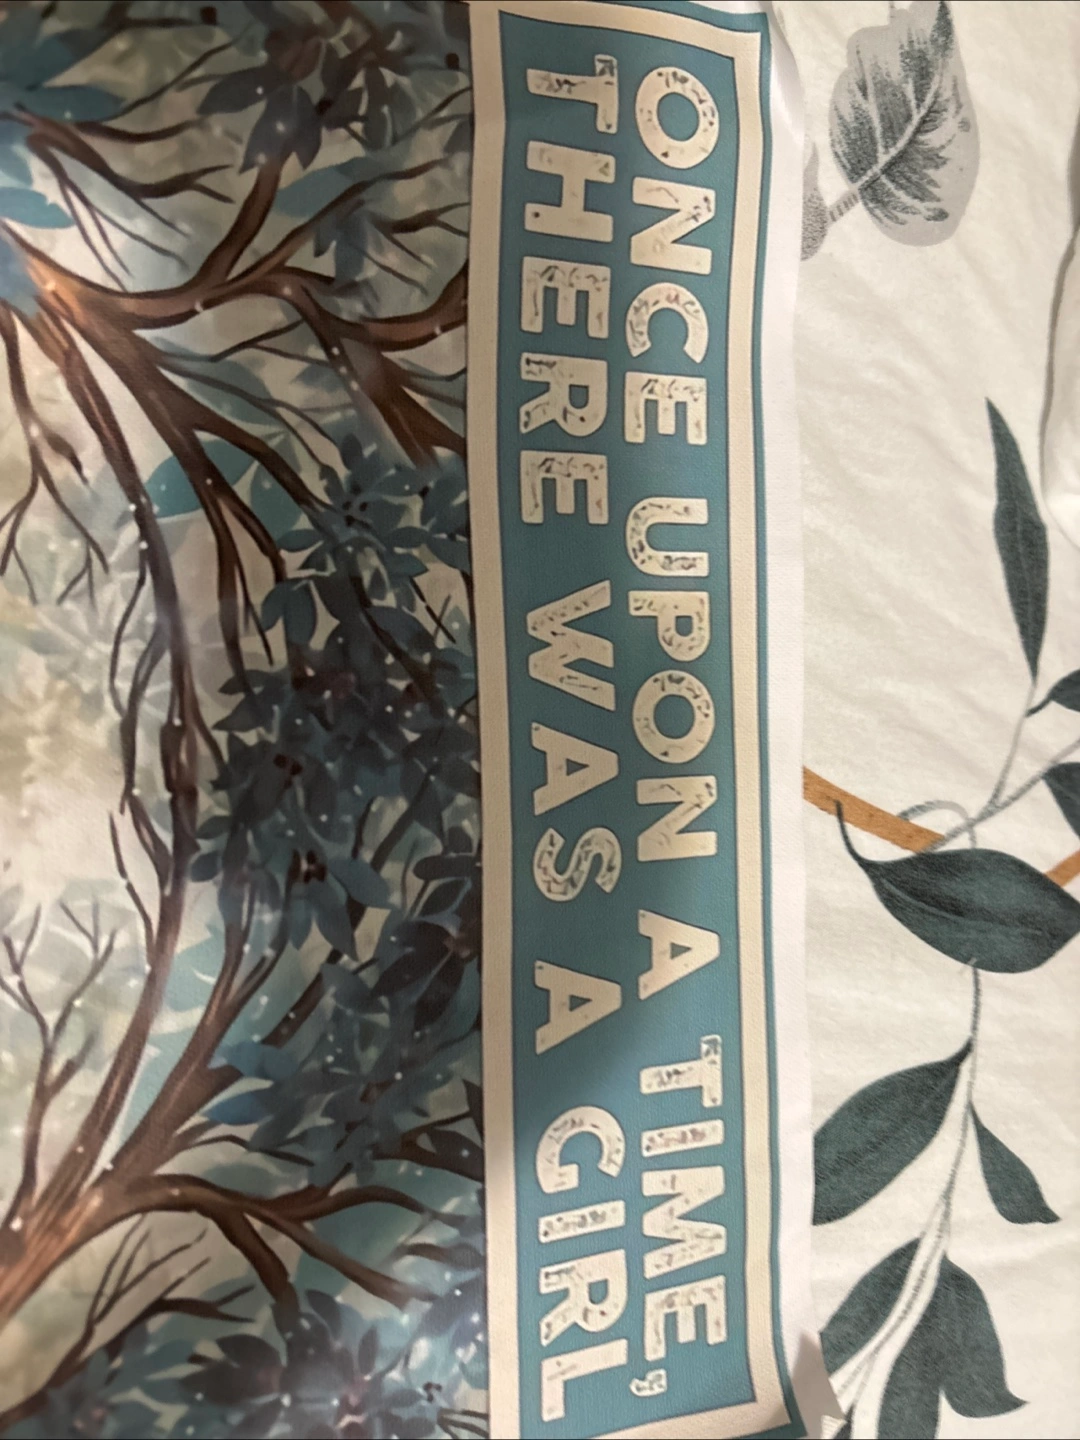 ONCE UPON A TIME,
THERE WAS A GIRL